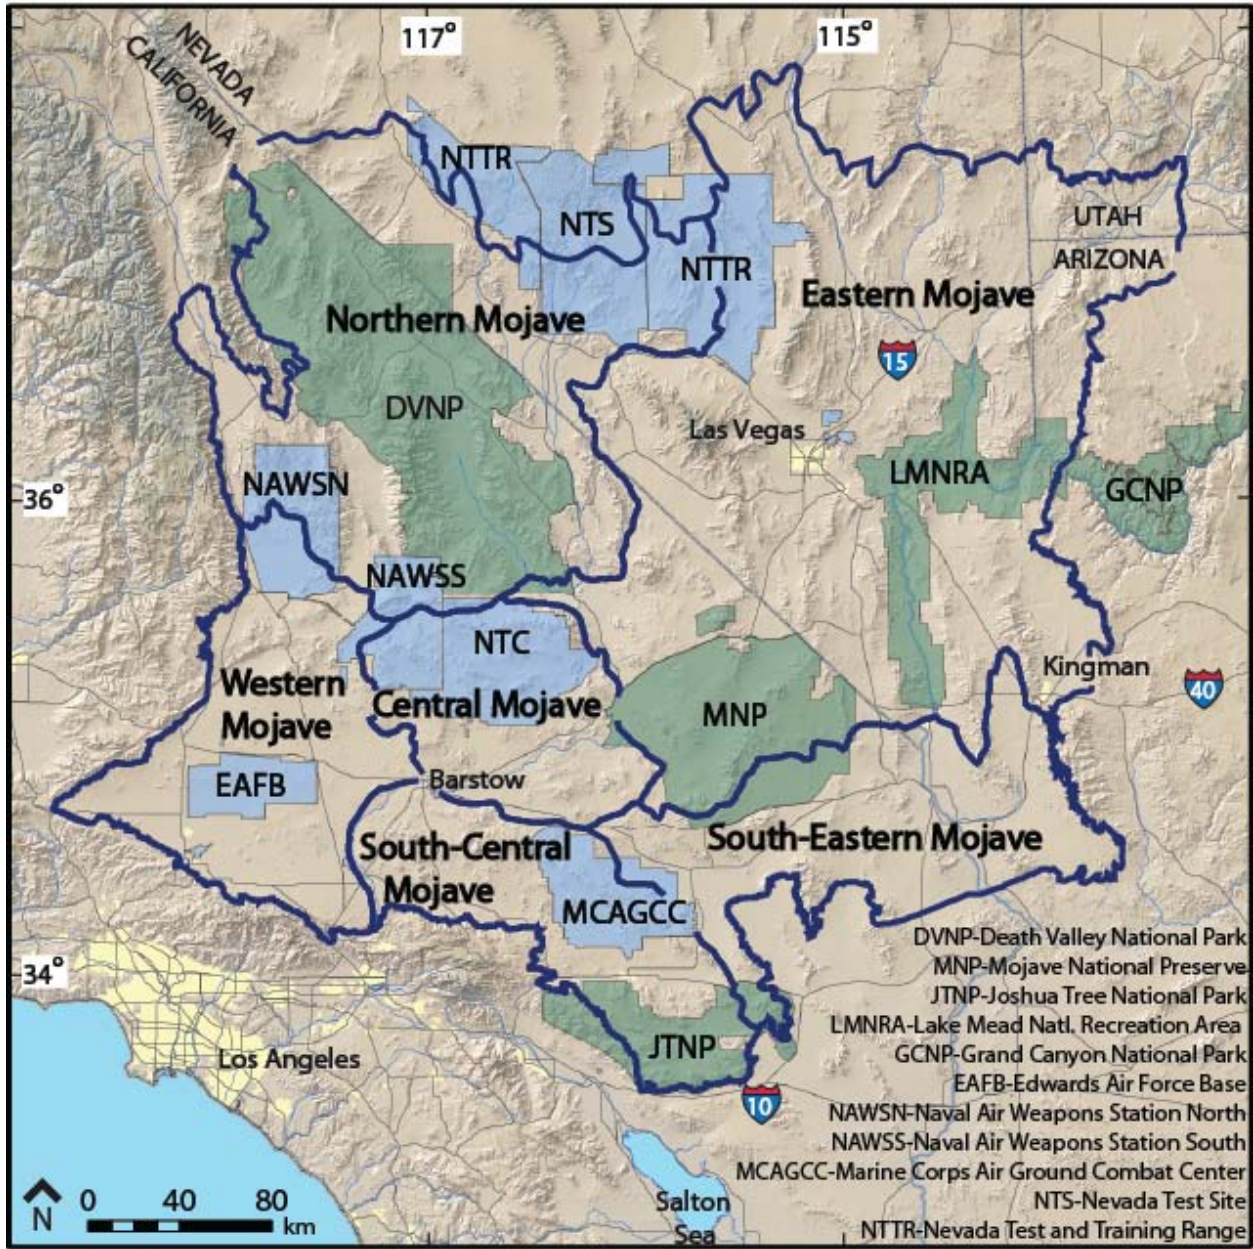 117°
115°
NEVADA
CALIFORNIA
NTTR
NTS
NTTR
UTAH
ARIZONA
Northern Mojave
Eastern Mojave
15
DVNP
Las Vegas
NAWSN
LMNRA
GCNP
36°
NAWSS
NTC
Western
Mojave
Central Mojave
MNP
Kingman
40
EAFB
Barstow
South-Central
Mojave
South-Eastern Mojave
MCAGCC
34°
JTNP
Los Angeles
10
Salton
Sea
DVNP-Death Valley National Park
MNP-Mojave National Preserve
JTNP-Joshua Tree National Park
LMNRA-Lake Mead Natl. Recreation Area
GCNP-Grand Canyon National Park
EAFB-Edwards Air Force Base
NAWSN-Naval Air Weapons Station North
NAWSS-Naval Air Weapons Station South
MCAGCC-Marine Corps Air Ground Combat Center
NTS-Nevada Test Site
NTTR-Nevada Test and Training Range
N
0 40 80
km